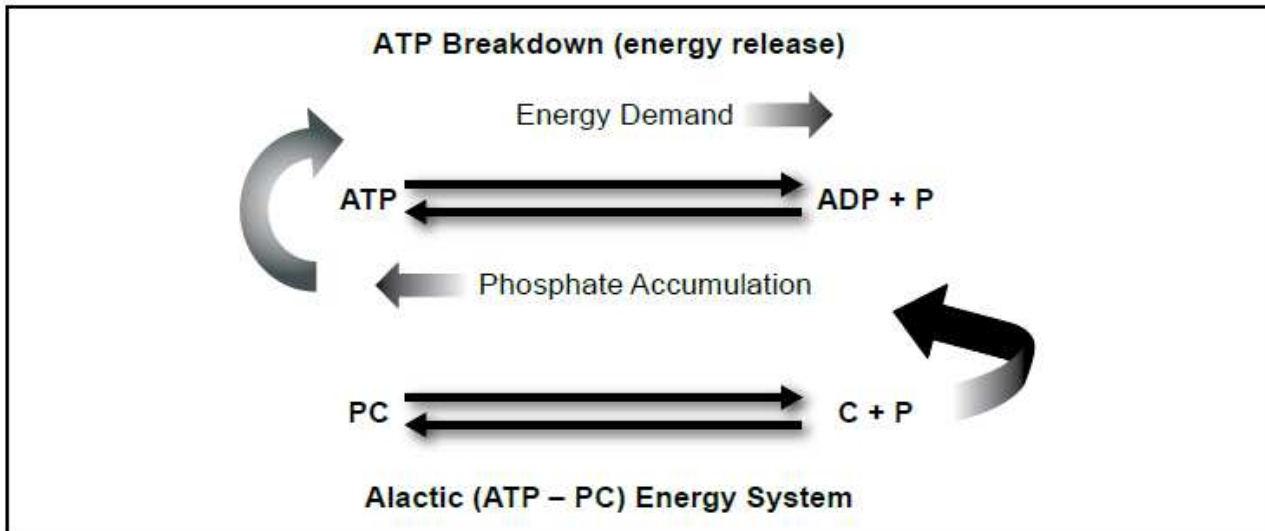 ATP Breakdown (energy release)
Energy Demand
ATP
ADP + P
Phosphate Accumulation
PC
C + P
Alactic (ATP – PC) Energy System